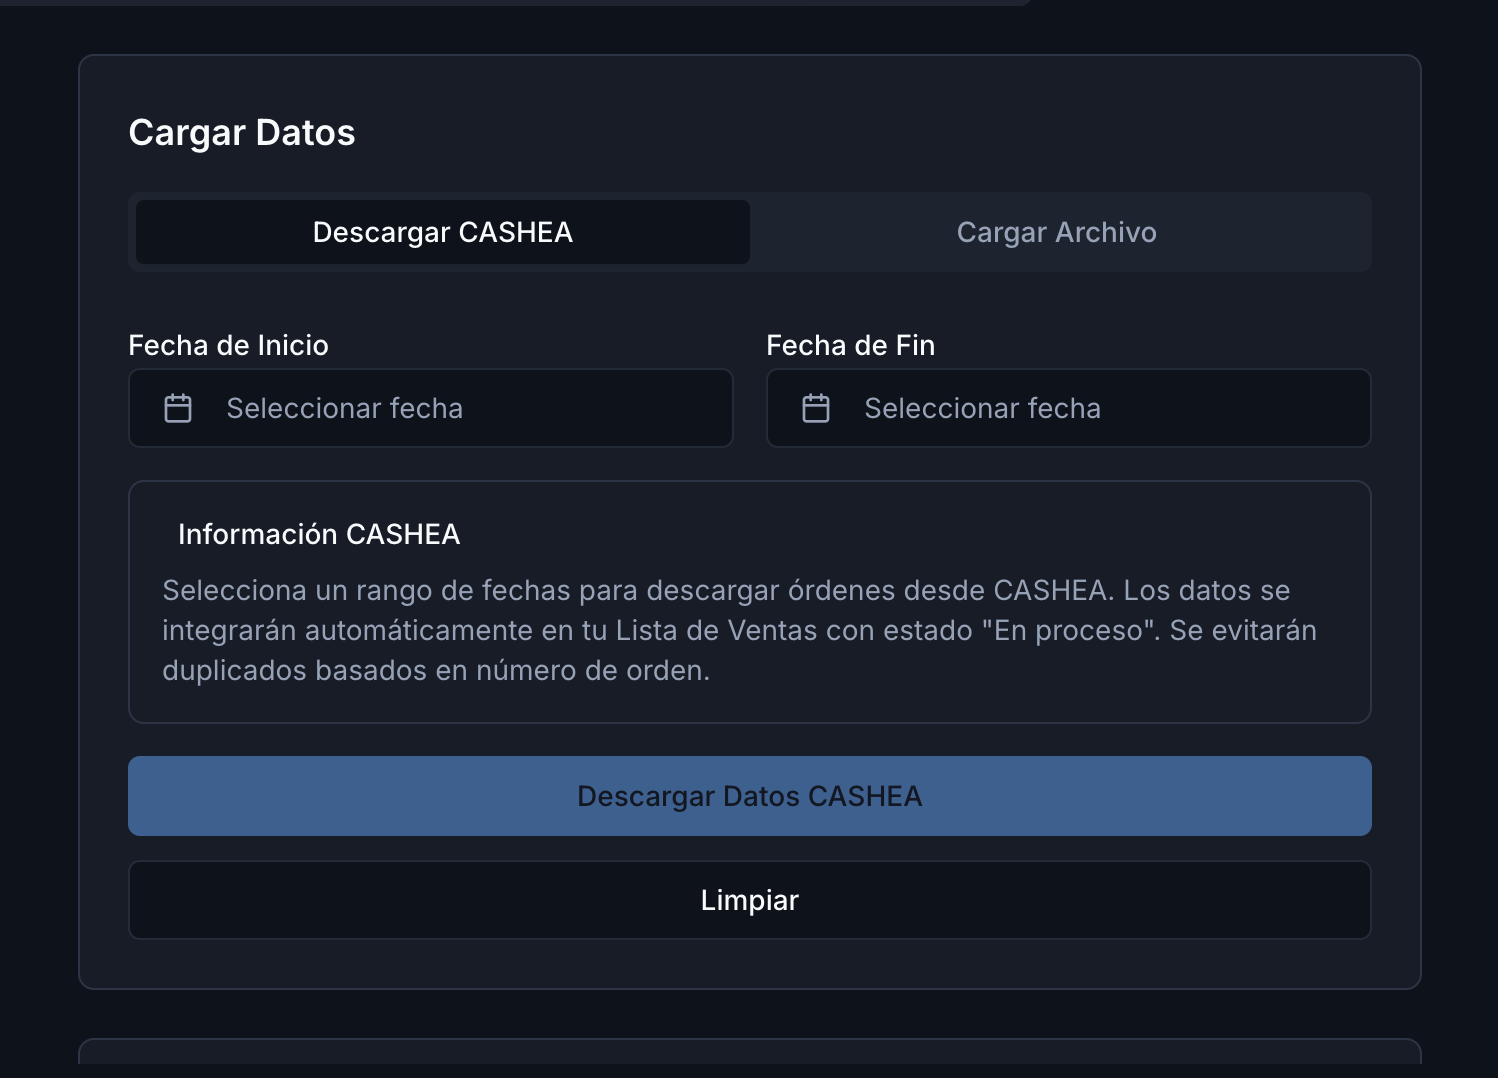 Cargar Datos
Descargar CASHEA
Cargar Archivo
Fecha de Inicio
Fecha de Fin
Seleccionar fecha
Seleccionar fecha
Información CASHEA
Selecciona un rango de fechas para descargar órdenes desde CASHEA. Los datos se
integrarán automáticamente en tu Lista de Ventas con estado "En proceso". Se evitarán
duplicados basados en número de orden.
Descargar Datos CASHEA
Limpiar